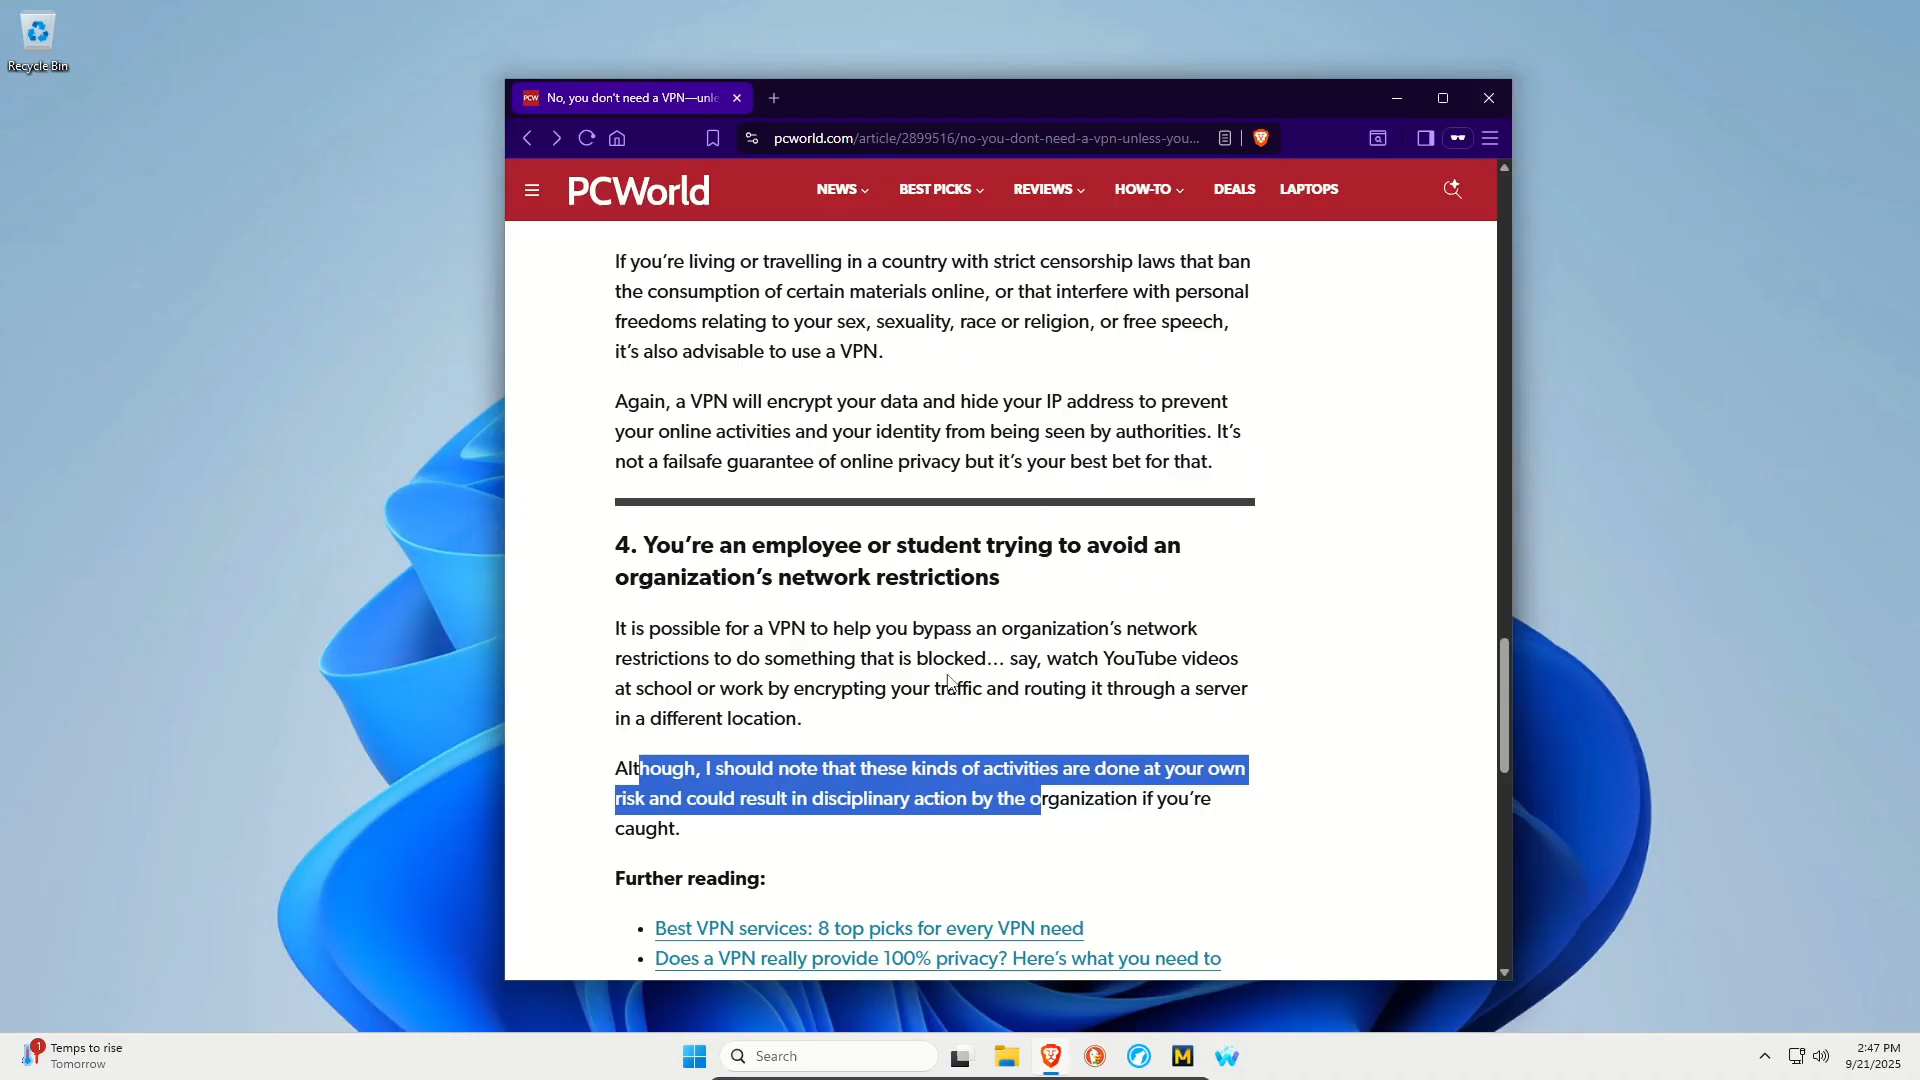 Recycle Bin
PCW No, you don't need a VPN—unle
pcworld.com/article/2899516/no-you-dont-need-a-vpn-unless-you...
PCWorld NEWS BEST PICKS REVIEWS HOW-TO DEALS LAPTOPS
If you're living or travelling in a country with strict censorship laws that ban
the consumption of certain materials online, or that interfere with personal
freedoms relating to your sex, sexuality, race or religion, or free speech,
it's also advisable to use a VPN.
Again, a VPN will encrypt your data and hide your IP address to prevent
your online activities and your identity from being seen by authorities. It's
not a failsafe guarantee of online privacy but it's your best bet for that.
4. You're an employee or student trying to avoid an
organization's network restrictions
It is possible for a VPN to help you bypass an organization's network
restrictions to do something that is blocked… say, watch YouTube videos
at school or work by encrypting your traffic and routing it through a server
in a different location.
Although, I should note that these kinds of activities are done at your own
risk and could result in disciplinary action by the organization if you're
caught.
Further reading:
• Best VPN services: 8 top picks for every VPN need
• Does a VPN really provide 100% privacy? Here's what you need to
1 Temps to rise
Tomorrow
Search
M
2:47 PM
9/21/2025